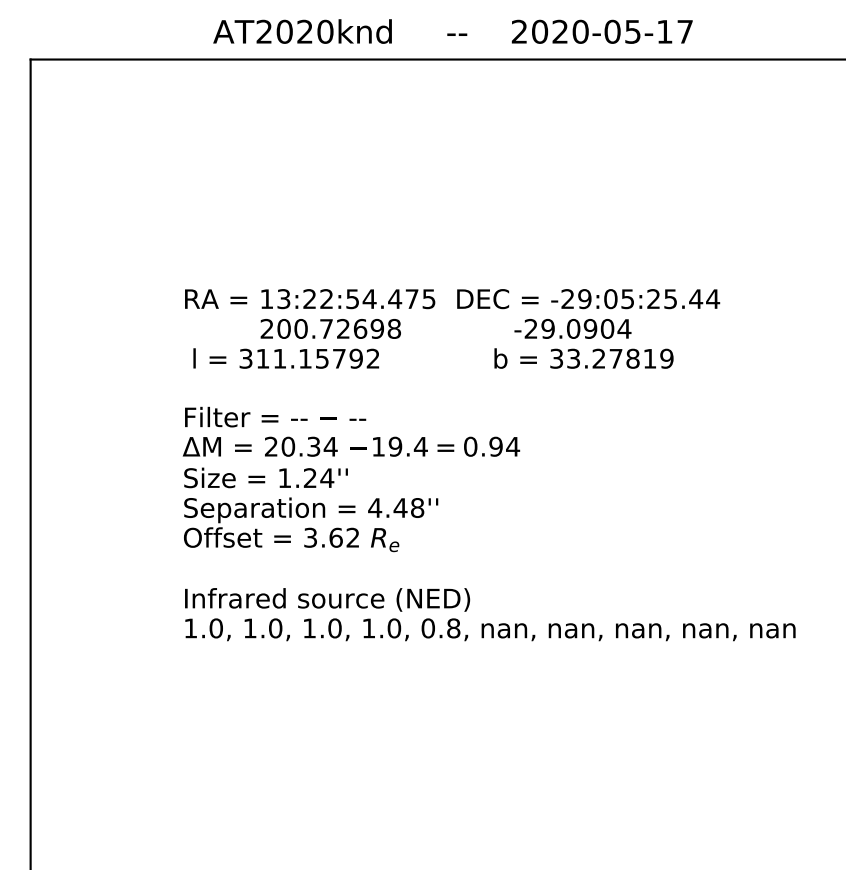 AT2020knd -- 2020-05-17
RA = 13:22:54.475 DEC = -29:05:25.44
200.72698 -29.0904
l = 311.15792 b = 33.27819
Filter = -- − --
ΔM = 20.34 −19.4 = 0.94
Size = 1.24''
Separation = 4.48''
Offset = 3.62 Re
Infrared source (NED)
1.0, 1.0, 1.0, 1.0, 0.8, nan, nan, nan, nan, nan